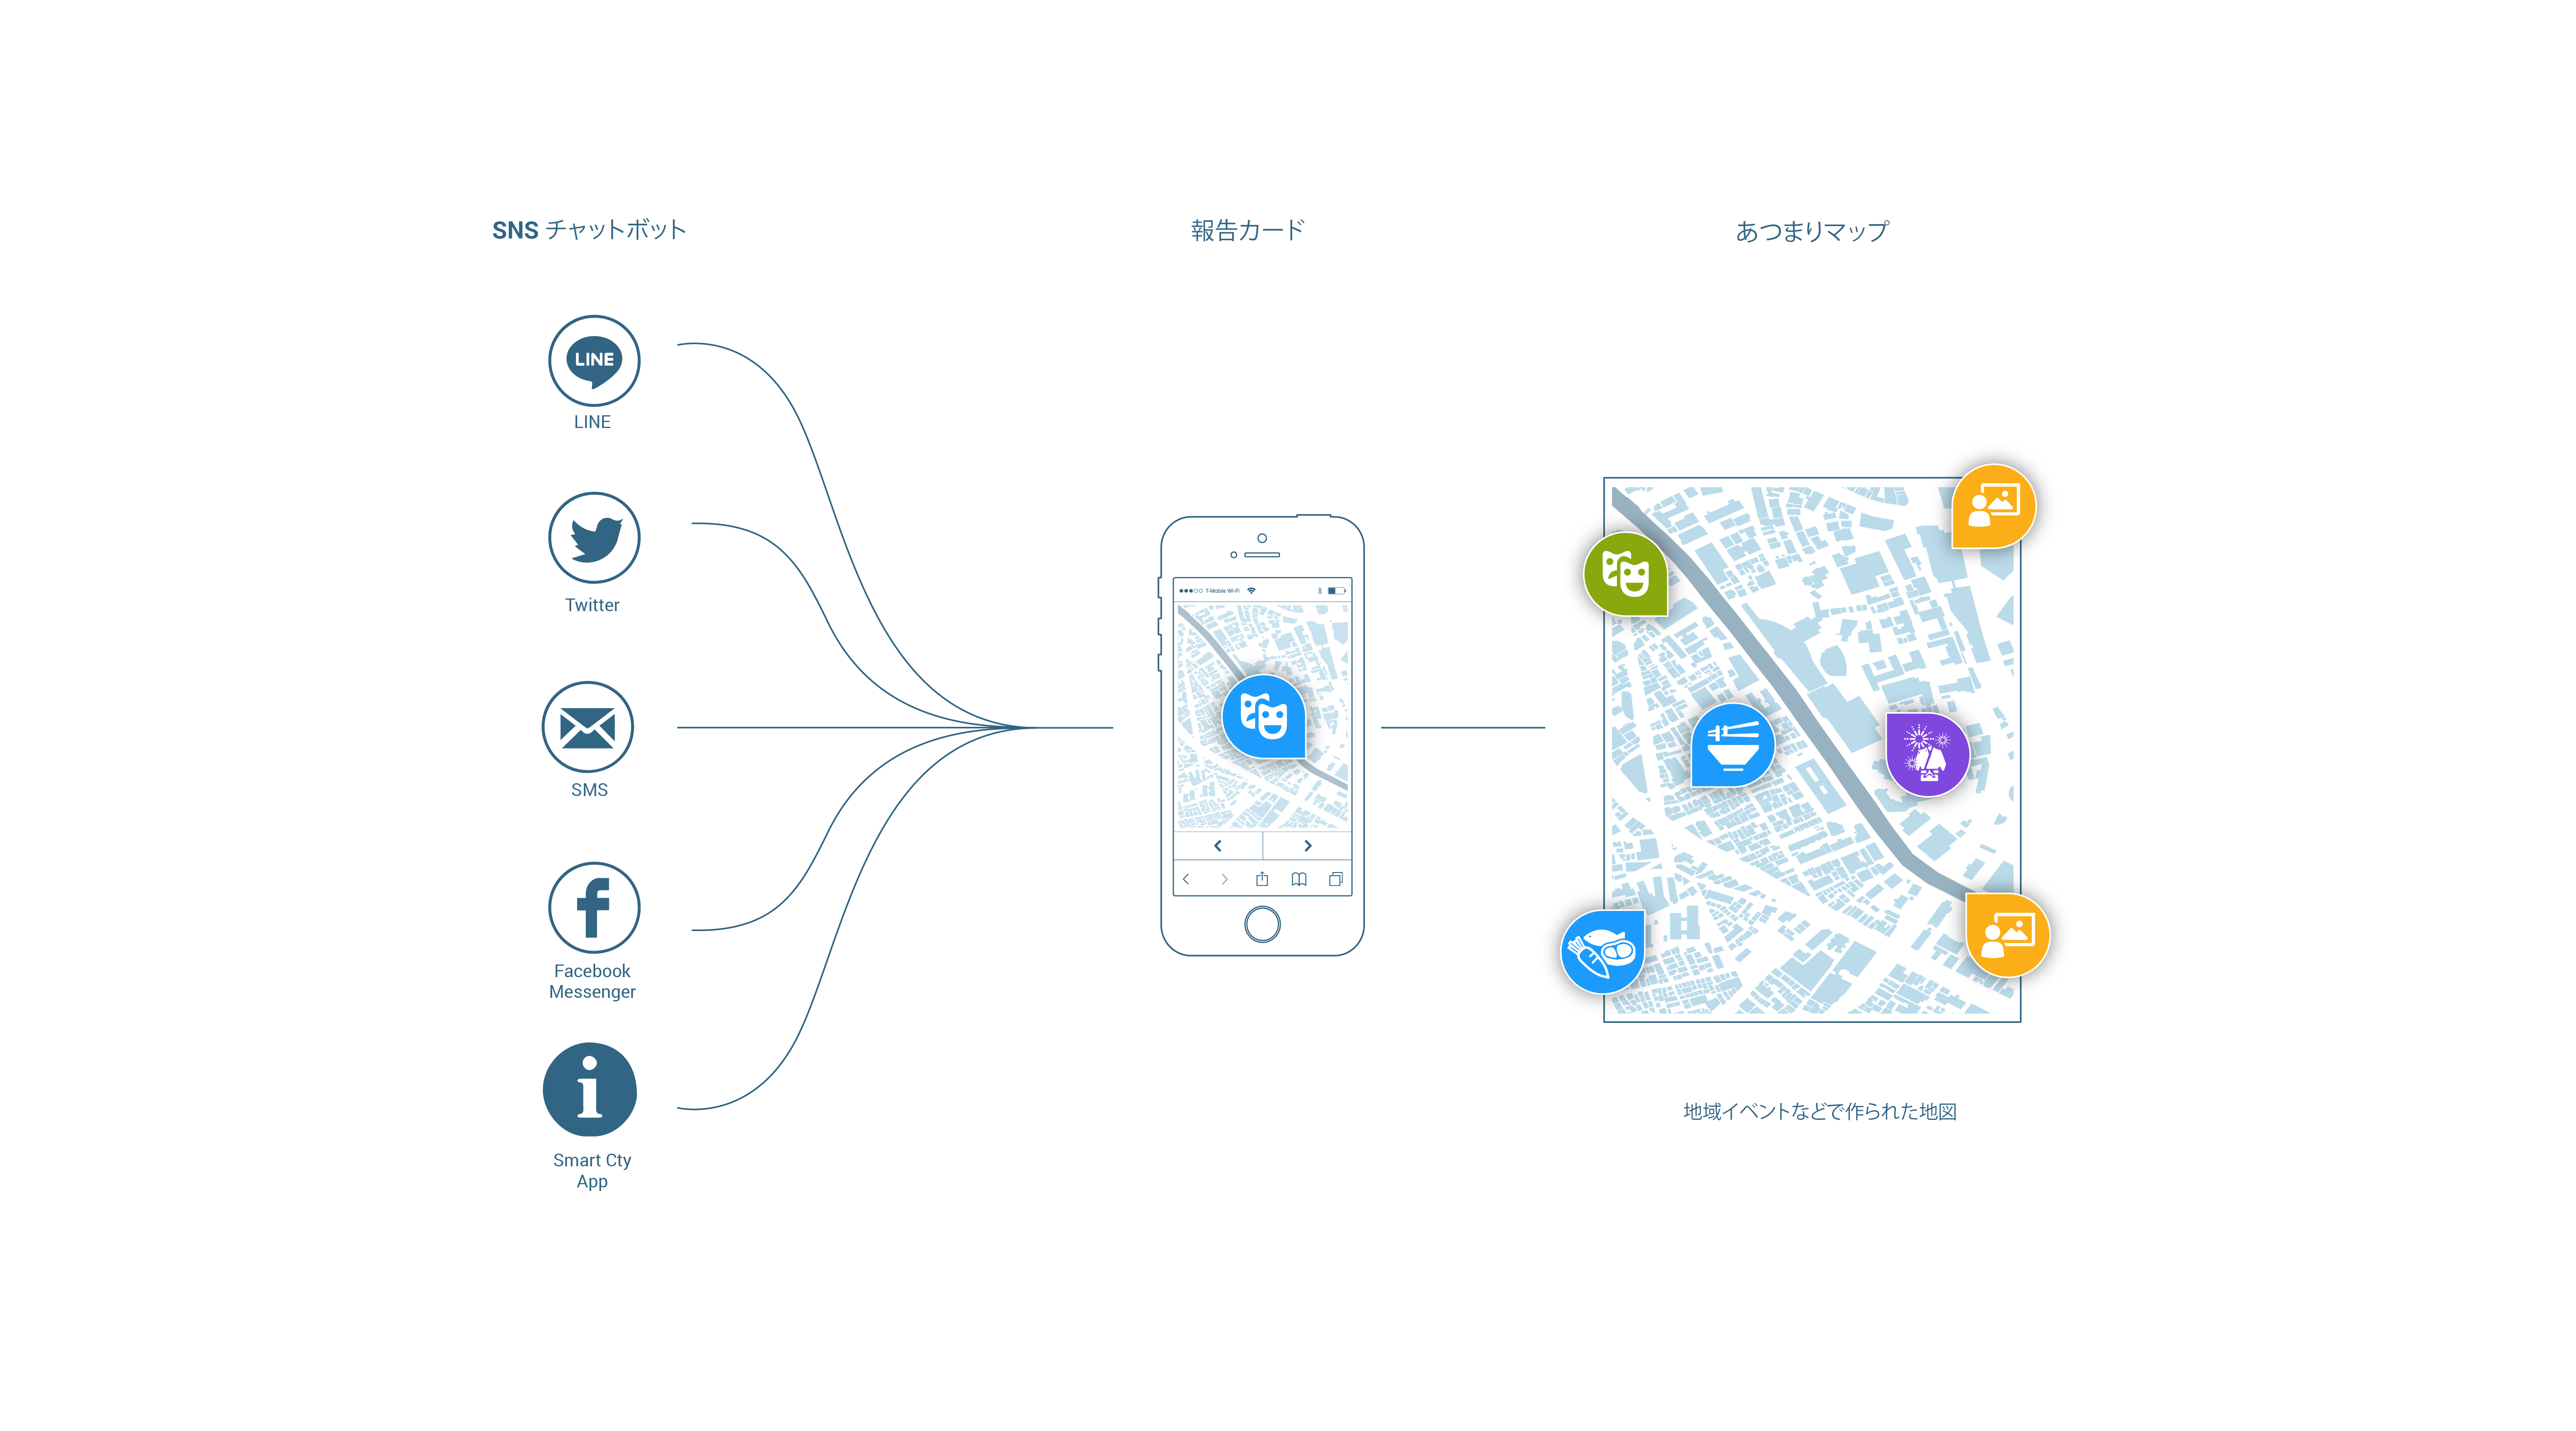 SNS チャットボット
報告カード
あつまりマップ
LINE
LINE
Twitter
SMS
Facebook
Messenger
Smart Cty
App
T-Mobile Wi-Fi
地域イベントなどで作られた地図